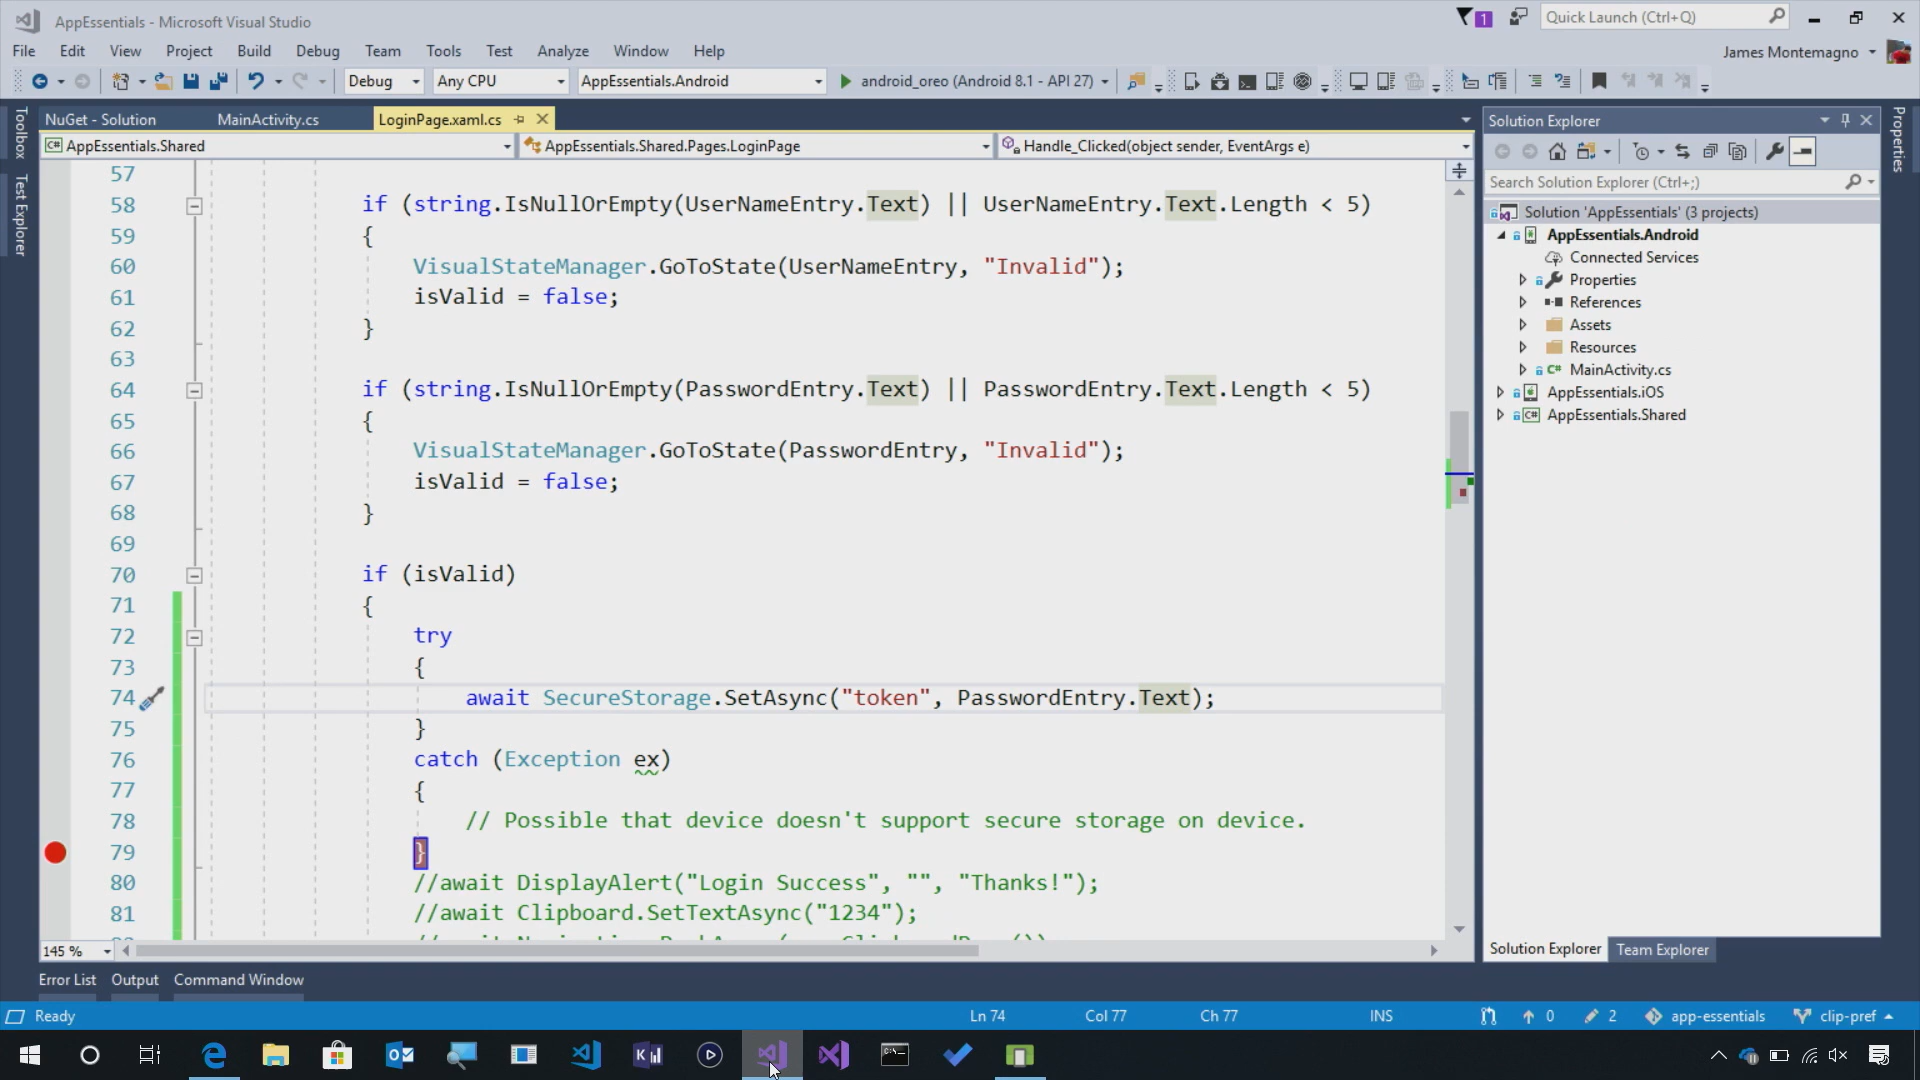 AppEssentials - Microsoft Visual Studio
1
Quick Launch (Ctrl+Q)
File Edit View Project Build Debug Team Tools Test Analyze Window Help
James Montemagno
Debug Any CPU AppEssentials.Android android_oreo (Android 8.1 - API 27)
Toolbox
Test Explorer
NuGet - Solution MainActivity.cs LoginPage.xaml.cs
AppEssentials.Shared AppEssentials.Shared.Pages.LoginPage Handle_Clicked(object sender, EventArgs e)
57
58 if (string.IsNullOrEmpty(UserNameEntry.Text) || UserNameEntry.Text.Length < 5)
59 {
60 VisualStateManager.GoToState(UserNameEntry, "Invalid");
61 isValid = false;
62 }
63
64 if (string.IsNullOrEmpty(PasswordEntry.Text) || PasswordEntry.Text.Length < 5)
65 {
66 VisualStateManager.GoToState(PasswordEntry, "Invalid");
67 isValid = false;
68 }
69
70 if (isValid)
71 {
72 try
73 {
74 await SecureStorage.SetAsync("token", PasswordEntry.Text);
75 }
76 catch (Exception ex)
77 {
78 // Possible that device doesn't support secure storage on device.
79 }
80 //await DisplayAlert("Login Success", "", "Thanks!");
81 //await Clipboard.SetTextAsync("1234");
145 %
Solution Explorer
Search Solution Explorer (Ctrl+;)
Solution 'AppEssentials' (3 projects)
AppEssentials.Android
Connected Services
Properties
References
Assets
Resources
MainActivity.cs
AppEssentials.iOS
AppEssentials.Shared
Solution Explorer Team Explorer
Properties
Error List Output Command Window
Ready Ln 74 Col 77 Ch 77 INS 0 2 app-essentials clip-pref